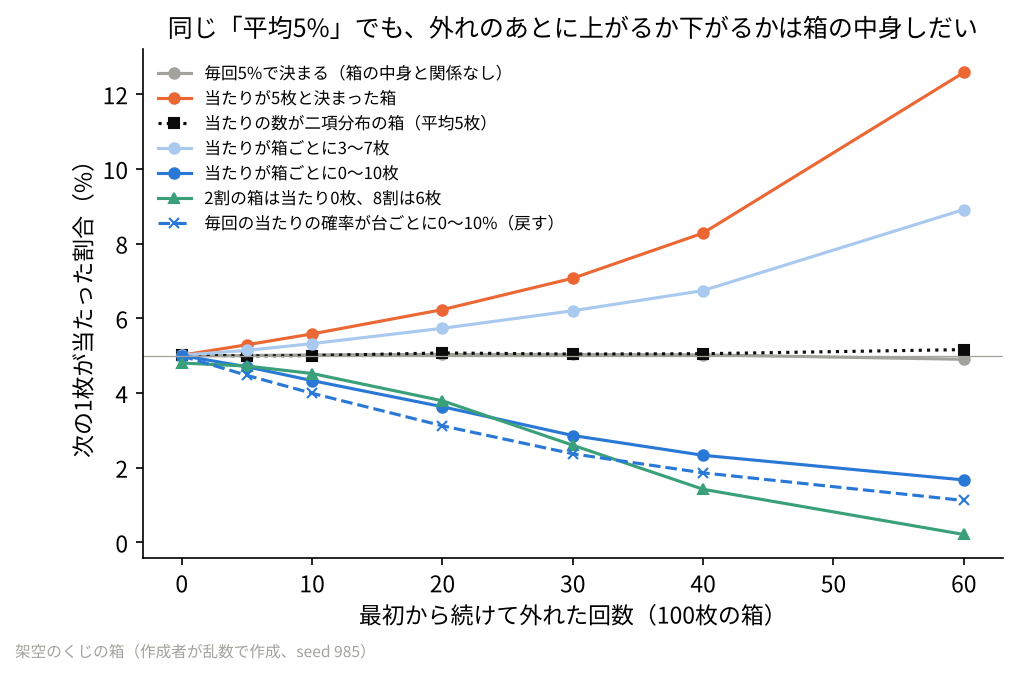 同じ「平均5%」でも、外れのあとに上がるか下がるかは箱の中身しだい
毎回5%で決まる（箱の中身と関係なし）
当たりが5枚と決まった箱
当たりの数が二項分布の箱（平均5枚）
当たりが箱ごとに3〜7枚
当たりが箱ごとに0〜10枚
2割の箱は当たり0枚、8割は6枚
毎回の当たりの確率が台ごとに0〜10%（戻す）
次の1枚が当たった割合（%）
12
10
8
6
4
2
0
0 10 20 30 40 50 60
最初から続けて外れた回数（100枚の箱）
架空のくじの箱（作成者が乱数で作成、seed 985）